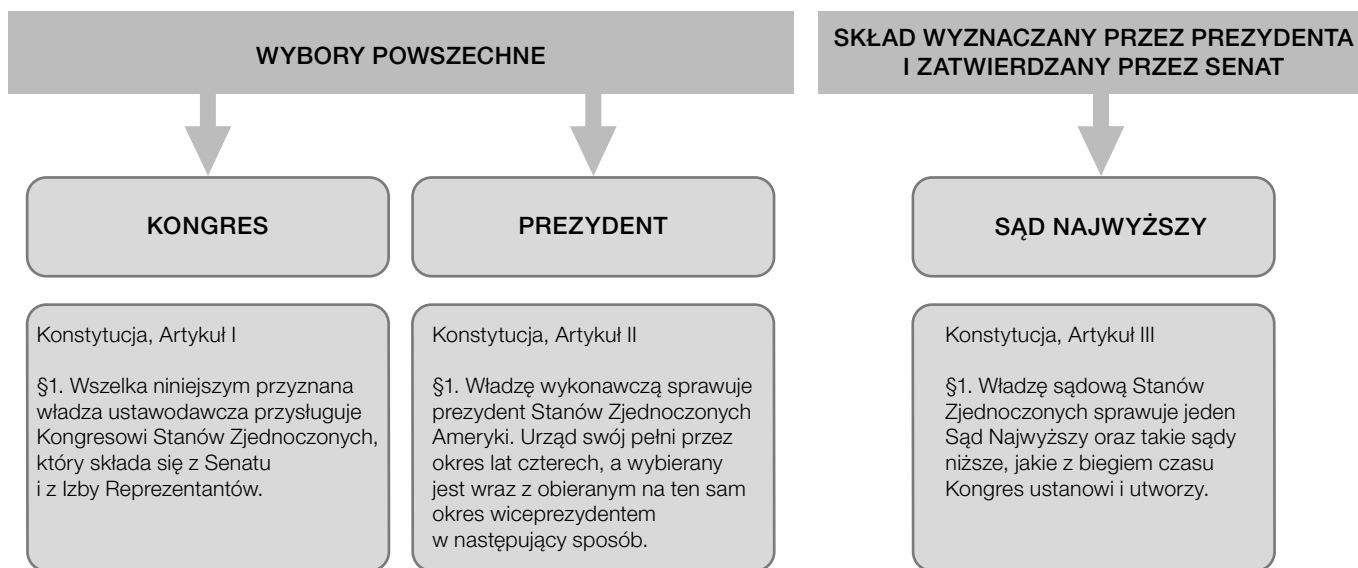 WYBORY POWSZECHNE
SKŁAD WYZNACZANY PRZEZ PREZYDENTA
I ZATWIERDZANY PRZEZ SENAT
KONGRES
PREZYDENT
SĄD NAJWYŻSZY
Konstytucja, Artykuł I
§1. Wszelka niniejszym przyznana
władza ustawodawcza przysługuje
Kongresowi Stanów Zjednoczonych,
który składa się z Senatu
i z Izby Reprezentantów.
Konstytucja, Artykuł II
§1. Władzę wykonawczą sprawuje
prezydent Stanów Zjednoczonych
Ameryki. Urząd swój pełni przez
okres lat czterech, a wybierany
jest wraz z obieranym na ten sam
okres wiceprezydentem
w następujący sposób.
Konstytucja, Artykuł III
§1. Władzę sądową Stanów
Zjednoczonych sprawuje jeden
Sąd Najwyższy oraz takie sądy
niższe, jakie z biegiem czasu
Kongres ustanowi i utworzy.